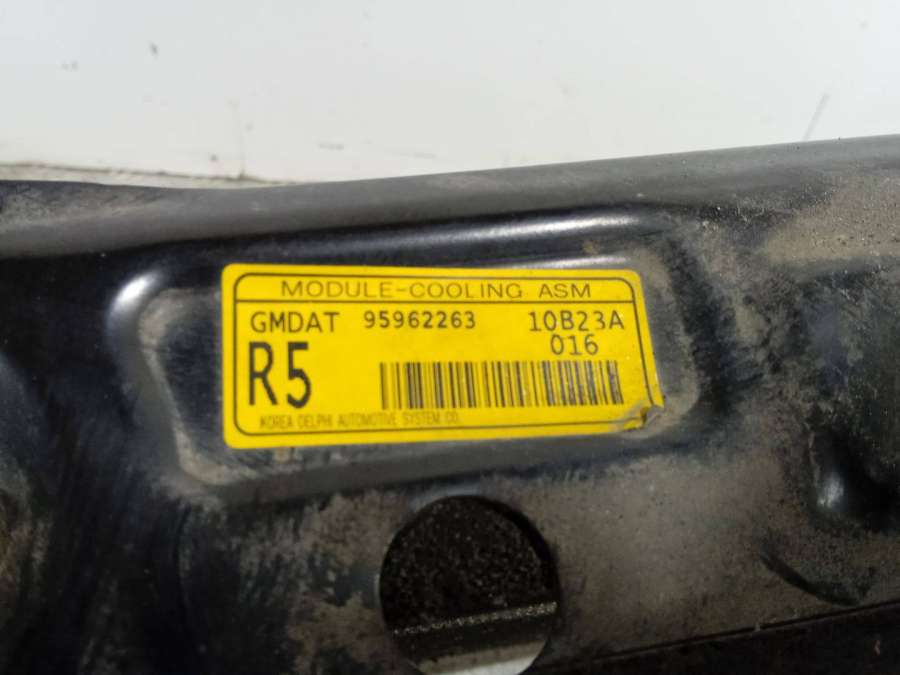 MODULE-COOLING ASM
GMDAT 95962263 10B23A
R5 016
KOREA DELPHI AUTOMOTIVE SYSTEM CO.